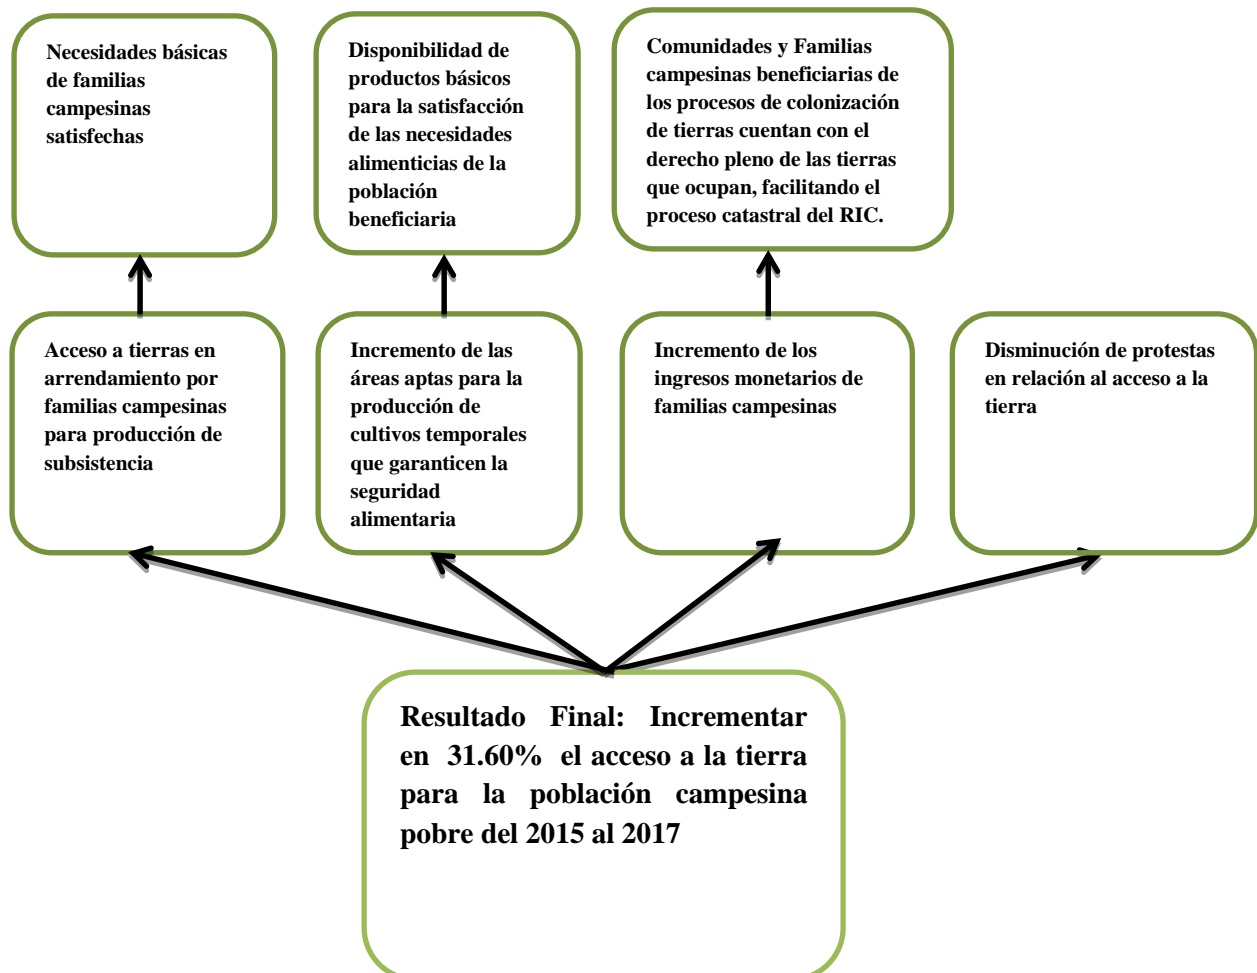 Necesidades básicas
de familias
campesinas
satisfechas
Disponibilidad de
productos básicos
para la satisfacción
de las necesidades
alimenticias de la
población
beneficiaria
Comunidades y Familias
campesinas beneficiarias de
los procesos de colonización
de tierras cuentan con el
derecho pleno de las tierras
que ocupan, facilitando el
proceso catastral del RIC.
Acceso a tierras en
arrendamiento por
familias campesinas
para producción de
subsistencia
Incremento de las
áreas aptas para la
producción de
cultivos temporales
que garanticen la
seguridad
alimentaria
Incremento de los
ingresos monetarios de
familias campesinas
Disminución de protestas
en relación al acceso a la
tierra
Resultado Final: Incrementar
en 31.60% el acceso a la tierra
para la población campesina
pobre del 2015 al 2017